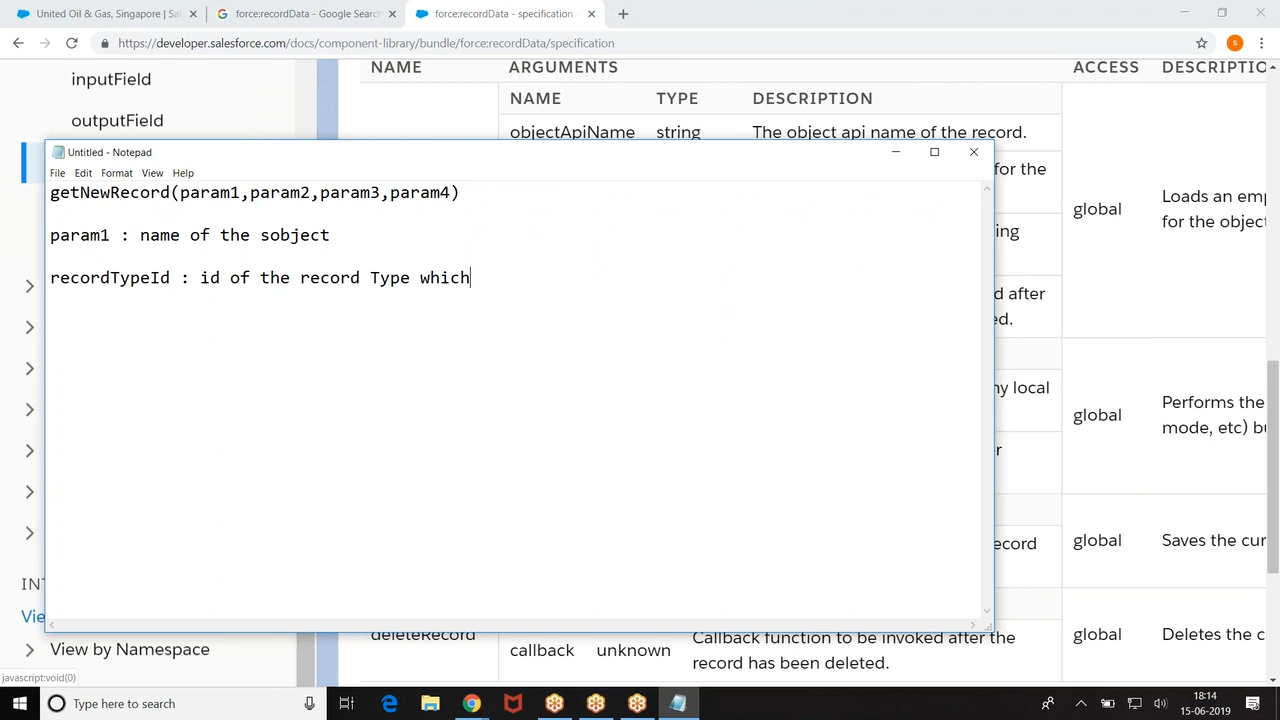 United Oil & Gas, Singapore | Sal
force:recordData - Google Search
force:recordData - specification -
https://developer.salesforce.com/docs/component-library/bundle/force:recordData/specification
inputField
outputField
NAME ARGUMENTS ACCESS DESCRIPTIO
NAME TYPE DESCRIPTION
objectApiName string The object api name of the record.
Untitled - Notepad
File Edit Format View Help
getNewRecord(param1,param2,param3,param4)
param1 : name of the sobject
recordTypeId : id of the record Type which
for the
ing
d after
ed.
global
Loads an emp
for the object
ny local
r
global
Performs the
mode, etc) bu
ecord
global
Saves the cur
INT
Vie
View by Namespace
deleteRecord
callback unknown
Callback function to be invoked after the
record has been deleted.
global
Deletes the c
javascript:void(0)
Type here to search
18:14
15-06-2019